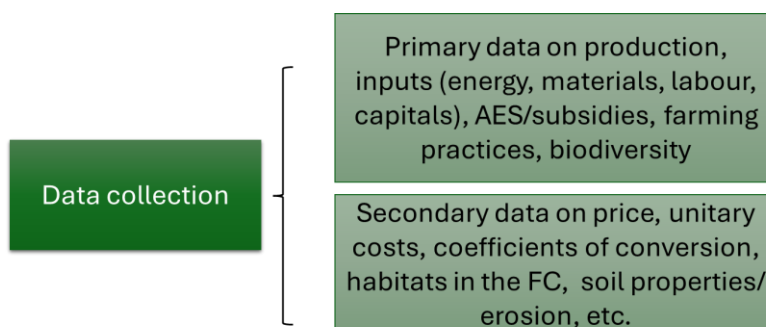 Data collection
Primary data on production,
inputs (energy, materials, labour,
capitals), AES/subsidies, farming
practices, biodiversity
Secondary data on price, unitary
costs, coefficients of conversion,
habitats in the FC, soil properties/
erosion, etc.